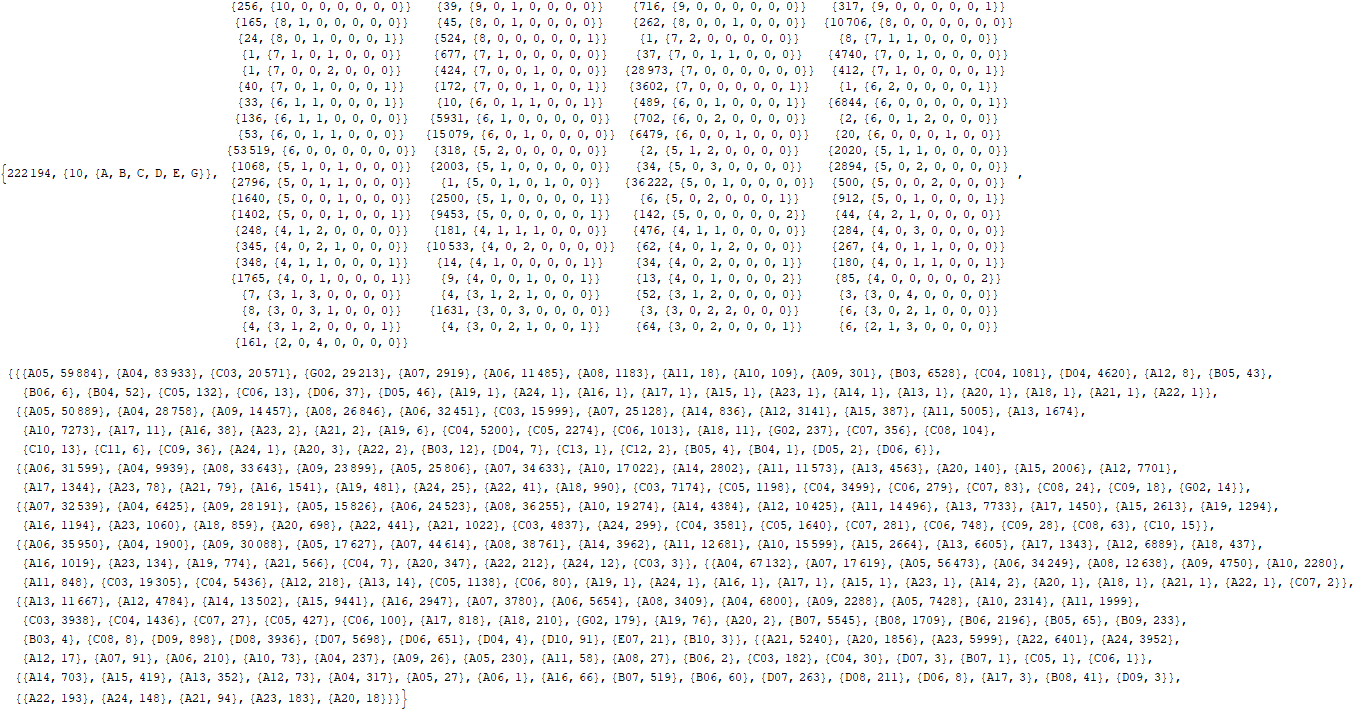 {256, {10, 0, 0, 0, 0, 0, 0}} {39, {9, 0, 1, 0, 0, 0, 0}} {716, {9, 0, 0, 0, 0, 0, 0}} {317, {9, 0, 0, 0, 0, 0, 1}}
{165, {8, 1, 0, 0, 0, 0, 0}} {45, {8, 0, 1, 0, 0, 0, 0}} {262, {8, 0, 0, 1, 0, 0, 0}} {10706, {8, 0, 0, 0, 0, 0, 0}}
{24, {8, 0, 1, 0, 0, 0, 1}} {524, {8, 0, 0, 0, 0, 0, 1}} {1, {7, 2, 0, 0, 0, 0, 0}} {8, {7, 1, 1, 0, 0, 0, 0}}
{1, {7, 1, 0, 1, 0, 0, 0}} {677, {7, 1, 0, 0, 0, 0, 0}} {37, {7, 0, 1, 1, 0, 0, 0}} {4740, {7, 0, 1, 0, 0, 0, 0}}
{1, {7, 0, 0, 2, 0, 0, 0}} {424, {7, 0, 0, 1, 0, 0, 0}} {28973, {7, 0, 0, 0, 0, 0, 0}} {412, {7, 1, 0, 0, 0, 0, 1}}
{40, {7, 0, 1, 0, 0, 0, 1}} {172, {7, 0, 0, 1, 0, 0, 1}} {3602, {7, 0, 0, 0, 0, 0, 1}} {1, {6, 2, 0, 0, 0, 0, 1}}
{33, {6, 1, 1, 0, 0, 0, 1}} {10, {6, 0, 1, 1, 0, 0, 1}} {489, {6, 0, 1, 0, 0, 0, 1}} {6844, {6, 0, 0, 0, 0, 0, 1}}
{136, {6, 1, 1, 0, 0, 0, 0}} {5931, {6, 1, 0, 0, 0, 0, 0}} {702, {6, 0, 2, 0, 0, 0, 0}} {2, {6, 0, 1, 2, 0, 0, 0}}
{53, {6, 0, 1, 1, 0, 0, 0}} {15079, {6, 0, 1, 0, 0, 0, 0}} {6479, {6, 0, 0, 1, 0, 0, 0}} {20, {6, 0, 0, 0, 1, 0, 0}}
{53519, {6, 0, 0, 0, 0, 0, 0}} {318, {5, 2, 0, 0, 0, 0, 0}} {2, {5, 1, 2, 0, 0, 0, 0}} {2020, {5, 1, 1, 0, 0, 0, 0}}
{222194, {10, {A, B, C, D, E, G}}, {1068, {5, 1, 0, 1, 0, 0, 0}} {2003, {5, 1, 0, 0, 0, 0, 0}} {34, {5, 0, 3, 0, 0, 0, 0}} {2894, {5, 0, 2, 0, 0, 0, 0}} ,
{2796, {5, 0, 1, 1, 0, 0, 0}} {1, {5, 0, 1, 0, 1, 0, 0}} {36222, {5, 0, 1, 0, 0, 0, 0}} {500, {5, 0, 0, 2, 0, 0, 0}}
{1640, {5, 0, 0, 1, 0, 0, 0}} {2500, {5, 1, 0, 0, 0, 0, 1}} {6, {5, 0, 2, 0, 0, 0, 1}} {912, {5, 0, 1, 0, 0, 0, 1}}
{1402, {5, 0, 0, 1, 0, 0, 1}} {9453, {5, 0, 0, 0, 0, 0, 1}} {142, {5, 0, 0, 0, 0, 0, 2}} {44, {4, 2, 1, 0, 0, 0, 0}}
{248, {4, 1, 2, 0, 0, 0, 0}} {181, {4, 1, 1, 1, 0, 0, 0}} {476, {4, 1, 1, 0, 0, 0, 0}} {284, {4, 0, 3, 0, 0, 0, 0}}
{345, {4, 0, 2, 1, 0, 0, 0}} {10533, {4, 0, 2, 0, 0, 0, 0}} {62, {4, 0, 1, 2, 0, 0, 0}} {267, {4, 0, 1, 1, 0, 0, 0}}
{348, {4, 1, 1, 0, 0, 0, 1}} {14, {4, 1, 0, 0, 0, 0, 1}} {34, {4, 0, 2, 0, 0, 0, 1}} {180, {4, 0, 1, 1, 0, 0, 1}}
{1765, {4, 0, 1, 0, 0, 0, 1}} {9, {4, 0, 0, 1, 0, 0, 1}} {13, {4, 0, 1, 0, 0, 0, 2}} {85, {4, 0, 0, 0, 0, 0, 2}}
{7, {3, 1, 3, 0, 0, 0, 0}} {4, {3, 1, 2, 1, 0, 0, 0}} {52, {3, 1, 2, 0, 0, 0, 0}} {3, {3, 0, 4, 0, 0, 0, 0}}
{8, {3, 0, 3, 1, 0, 0, 0}} {1631, {3, 0, 3, 0, 0, 0, 0}} {3, {3, 0, 2, 2, 0, 0, 0}} {6, {3, 0, 2, 1, 0, 0, 0}}
{4, {3, 1, 2, 0, 0, 0, 1}} {4, {3, 0, 2, 1, 0, 0, 1}} {64, {3, 0, 2, 0, 0, 0, 1}} {6, {2, 1, 3, 0, 0, 0, 0}}
{161, {2, 0, 4, 0, 0, 0, 0}}
{{{A05, 59884}, {A04, 83933}, {C03, 20571}, {G02, 29213}, {A07, 2919}, {A06, 11485}, {A08, 1183}, {A11, 18}, {A10, 109}, {A09, 301}, {B03, 6528}, {C04, 1081}, {D04, 4620}, {A12, 8}, {B05, 43},
{B06, 6}, {B04, 52}, {C05, 132}, {C06, 13}, {D06, 37}, {D05, 46}, {A19, 1}, {A24, 1}, {A16, 1}, {A17, 1}, {A15, 1}, {A23, 1}, {A14, 1}, {A13, 1}, {A20, 1}, {A18, 1}, {A21, 1}, {A22, 1}},
{{A05, 50889}, {A04, 28758}, {A09, 14457}, {A08, 26846}, {A06, 32451}, {C03, 15999}, {A07, 25128}, {A14, 836}, {A12, 3141}, {A15, 387}, {A11, 5005}, {A13, 1674},
{A10, 7273}, {A17, 11}, {A16, 38}, {A23, 2}, {A21, 2}, {A19, 6}, {C04, 5200}, {C05, 2274}, {C06, 1013}, {A18, 11}, {G02, 237}, {C07, 356}, {C08, 104},
{C10, 13}, {C11, 6}, {C09, 36}, {A24, 1}, {A20, 3}, {A22, 2}, {B03, 12}, {D04, 7}, {C13, 1}, {C12, 2}, {B05, 4}, {B04, 1}, {D05, 2}, {D06, 6}},
{{A06, 31599}, {A04, 9939}, {A08, 33643}, {A09, 23899}, {A05, 25806}, {A07, 34633}, {A10, 17022}, {A14, 2802}, {A11, 11573}, {A13, 4563}, {A20, 140}, {A15, 2006}, {A12, 7701},
{A17, 1344}, {A23, 78}, {A21, 79}, {A16, 1541}, {A19, 481}, {A24, 25}, {A22, 41}, {A18, 990}, {C03, 7174}, {C05, 1198}, {C04, 3499}, {C06, 279}, {C07, 83}, {C08, 24}, {C09, 18}, {G02, 14}},
{{A07, 32539}, {A04, 6425}, {A09, 28191}, {A05, 15826}, {A06, 24523}, {A08, 36255}, {A10, 19274}, {A14, 4384}, {A12, 10425}, {A11, 14496}, {A13, 7733}, {A17, 1450}, {A15, 2613}, {A19, 1294},
{A16, 1194}, {A23, 1060}, {A18, 859}, {A20, 698}, {A22, 441}, {A21, 1022}, {C03, 4837}, {A24, 299}, {C04, 3581}, {C05, 1640}, {C07, 281}, {C06, 748}, {C09, 28}, {C08, 63}, {C10, 15}},
{{A06, 35950}, {A04, 1900}, {A09, 30088}, {A05, 17627}, {A07, 44614}, {A08, 38761}, {A14, 3962}, {A11, 12681}, {A10, 15599}, {A15, 2664}, {A13, 6605}, {A17, 1343}, {A12, 6889}, {A18, 437},
{A16, 1019}, {A23, 134}, {A19, 774}, {A21, 566}, {C04, 7}, {A20, 347}, {A22, 212}, {A24, 12}, {C03, 3}}, {{A04, 67132}, {A07, 17619}, {A05, 56473}, {A06, 34249}, {A08, 12638}, {A09, 4750}, {A10, 2280},
{A11, 848}, {C03, 19305}, {C04, 5436}, {A12, 218}, {A13, 14}, {C05, 1138}, {C06, 80}, {A19, 1}, {A24, 1}, {A16, 1}, {A17, 1}, {A15, 1}, {A23, 1}, {A14, 2}, {A20, 1}, {A18, 1}, {A21, 1}, {A22, 1}, {C07, 2}},
{{A13, 11667}, {A12, 4784}, {A14, 13502}, {A15, 9441}, {A16, 2947}, {A07, 3780}, {A06, 5654}, {A08, 3409}, {A04, 6800}, {A09, 2288}, {A05, 7428}, {A10, 2314}, {A11, 1999},
{C03, 3938}, {C04, 1436}, {C07, 27}, {C05, 427}, {C06, 100}, {A17, 818}, {A18, 210}, {G02, 179}, {A19, 76}, {A20, 2}, {B07, 5545}, {B08, 1709}, {B06, 2196}, {B05, 65}, {B09, 233},
{B03, 4}, {C08, 8}, {D09, 898}, {D08, 3936}, {D07, 5698}, {D06, 651}, {D04, 4}, {D10, 91}, {E07, 21}, {B10, 3}}, {{A21, 5240}, {A20, 1856}, {A23, 5999}, {A22, 6401}, {A24, 3952},
{A12, 17}, {A07, 91}, {A06, 210}, {A10, 73}, {A04, 237}, {A09, 26}, {A05, 230}, {A11, 58}, {A08, 27}, {B06, 2}, {C03, 182}, {C04, 30}, {D07, 3}, {B07, 1}, {C05, 1}, {C06, 1}},
{{A14, 703}, {A15, 419}, {A13, 352}, {A12, 73}, {A04, 317}, {A05, 27}, {A06, 1}, {A16, 66}, {B07, 519}, {B06, 60}, {D07, 263}, {D08, 211}, {D06, 8}, {A17, 3}, {B08, 41}, {D09, 3}},
{{A22, 193}, {A24, 148}, {A21, 94}, {A23, 183}, {A20, 18}}}}